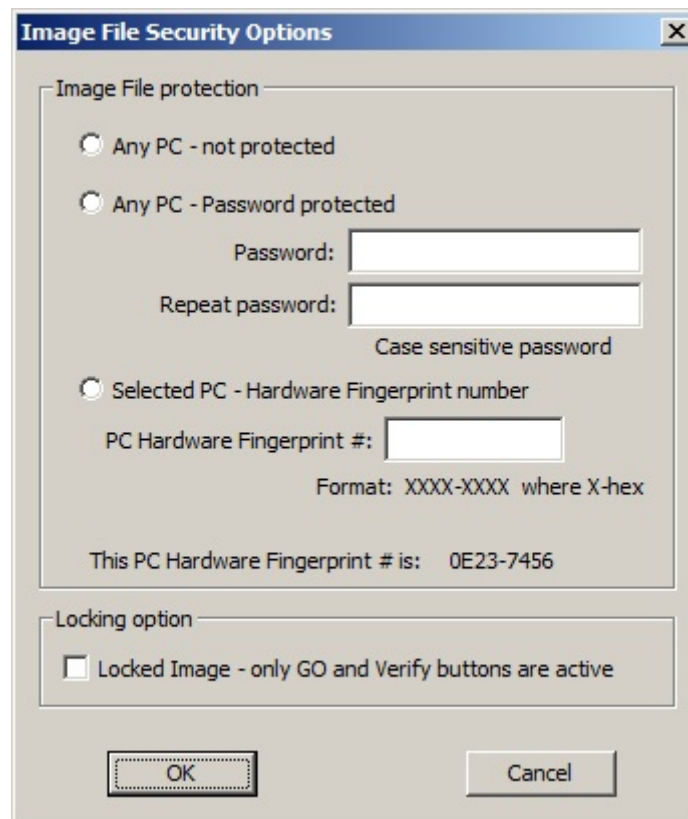 Image File Security Options
Image File protection
Any PC - not protected
Any PC - Password protected
Password:
Repeat password:
Case sensitive password
Selected PC - Hardware Fingerprint number
PC Hardware Fingerprint #:
Format: XXXX-XXXX where X-hex
This PC Hardware Fingerprint # is: 0E23-7456
Locking option
Locked Image - only GO and Verify buttons are active
OK Cancel